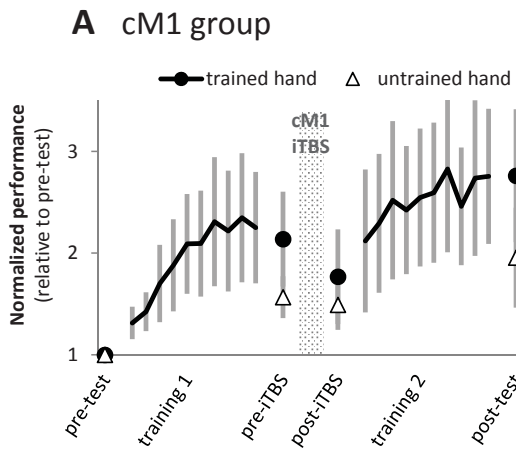 A cM1 group
trained hand untrained hand
cM1
iTBS
Normalized performance
(relative to pre-test)
3
2
1
pre-test
training 1
pre-iTBS
post-iTBS
training 2
post-test